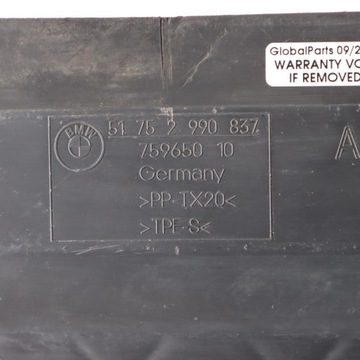 GlobalParts 09/2
WARRANTY VO
IF REMOVED
BMW
51 75 2 990 837
759650 10
Germany
>PP-TX20<
>TPE-S<
A